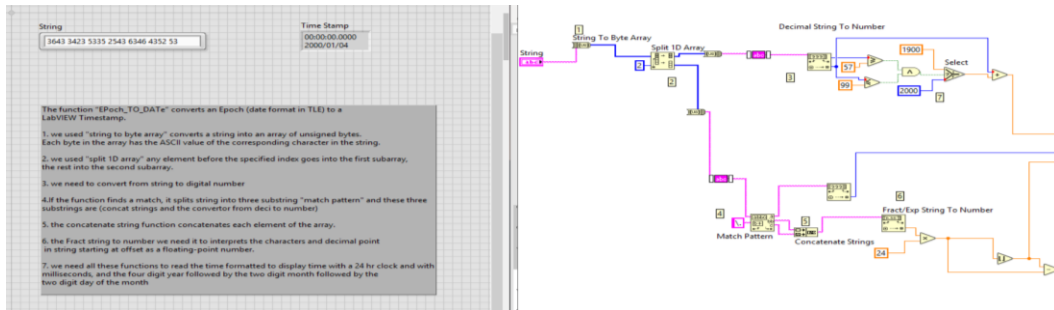 String
3643 3423 5335 2543 6346 4352 53
Time Stamp
00:00:00.0000
2000/01/04
The function "EPoch_TO_DATe" converts an Epoch (date format in TLE) to a
LabVIEW Timestamp.
1. we used "string to byte array" converts a string into an array of unsigned bytes.
Each byte in the array has the ASCII value of the corresponding character in the string.
2. we used "split 1D array" any element before the specified index goes into the first subarray,
the rest into the second subarray.
3. we need to convert from string to digital number
4.If the function finds a match, it splits string into three substring "match pattern" and these three
substrings are (concat strings and the convertor from deci to number)
5. the concatenate string function concatenates each element of the array.
6. the Fract string to number we need it to interprets the characters and decimal point
in string starting at offset as a floating-point number.
7. we need all these functions to read the time formatted to display time with a 24 hr clock and with
milliseconds, and the four digit year followed by the two digit month followed by the
two digit day of the month
1
String To Byte Array
String
Split 1D Array
2
2
abc
Decimal String To Number
3
57
99
1900
Select
2000
7
abc
4
Match Pattern
5
Concatenate Strings
6
Fract/Exp String To Number
24